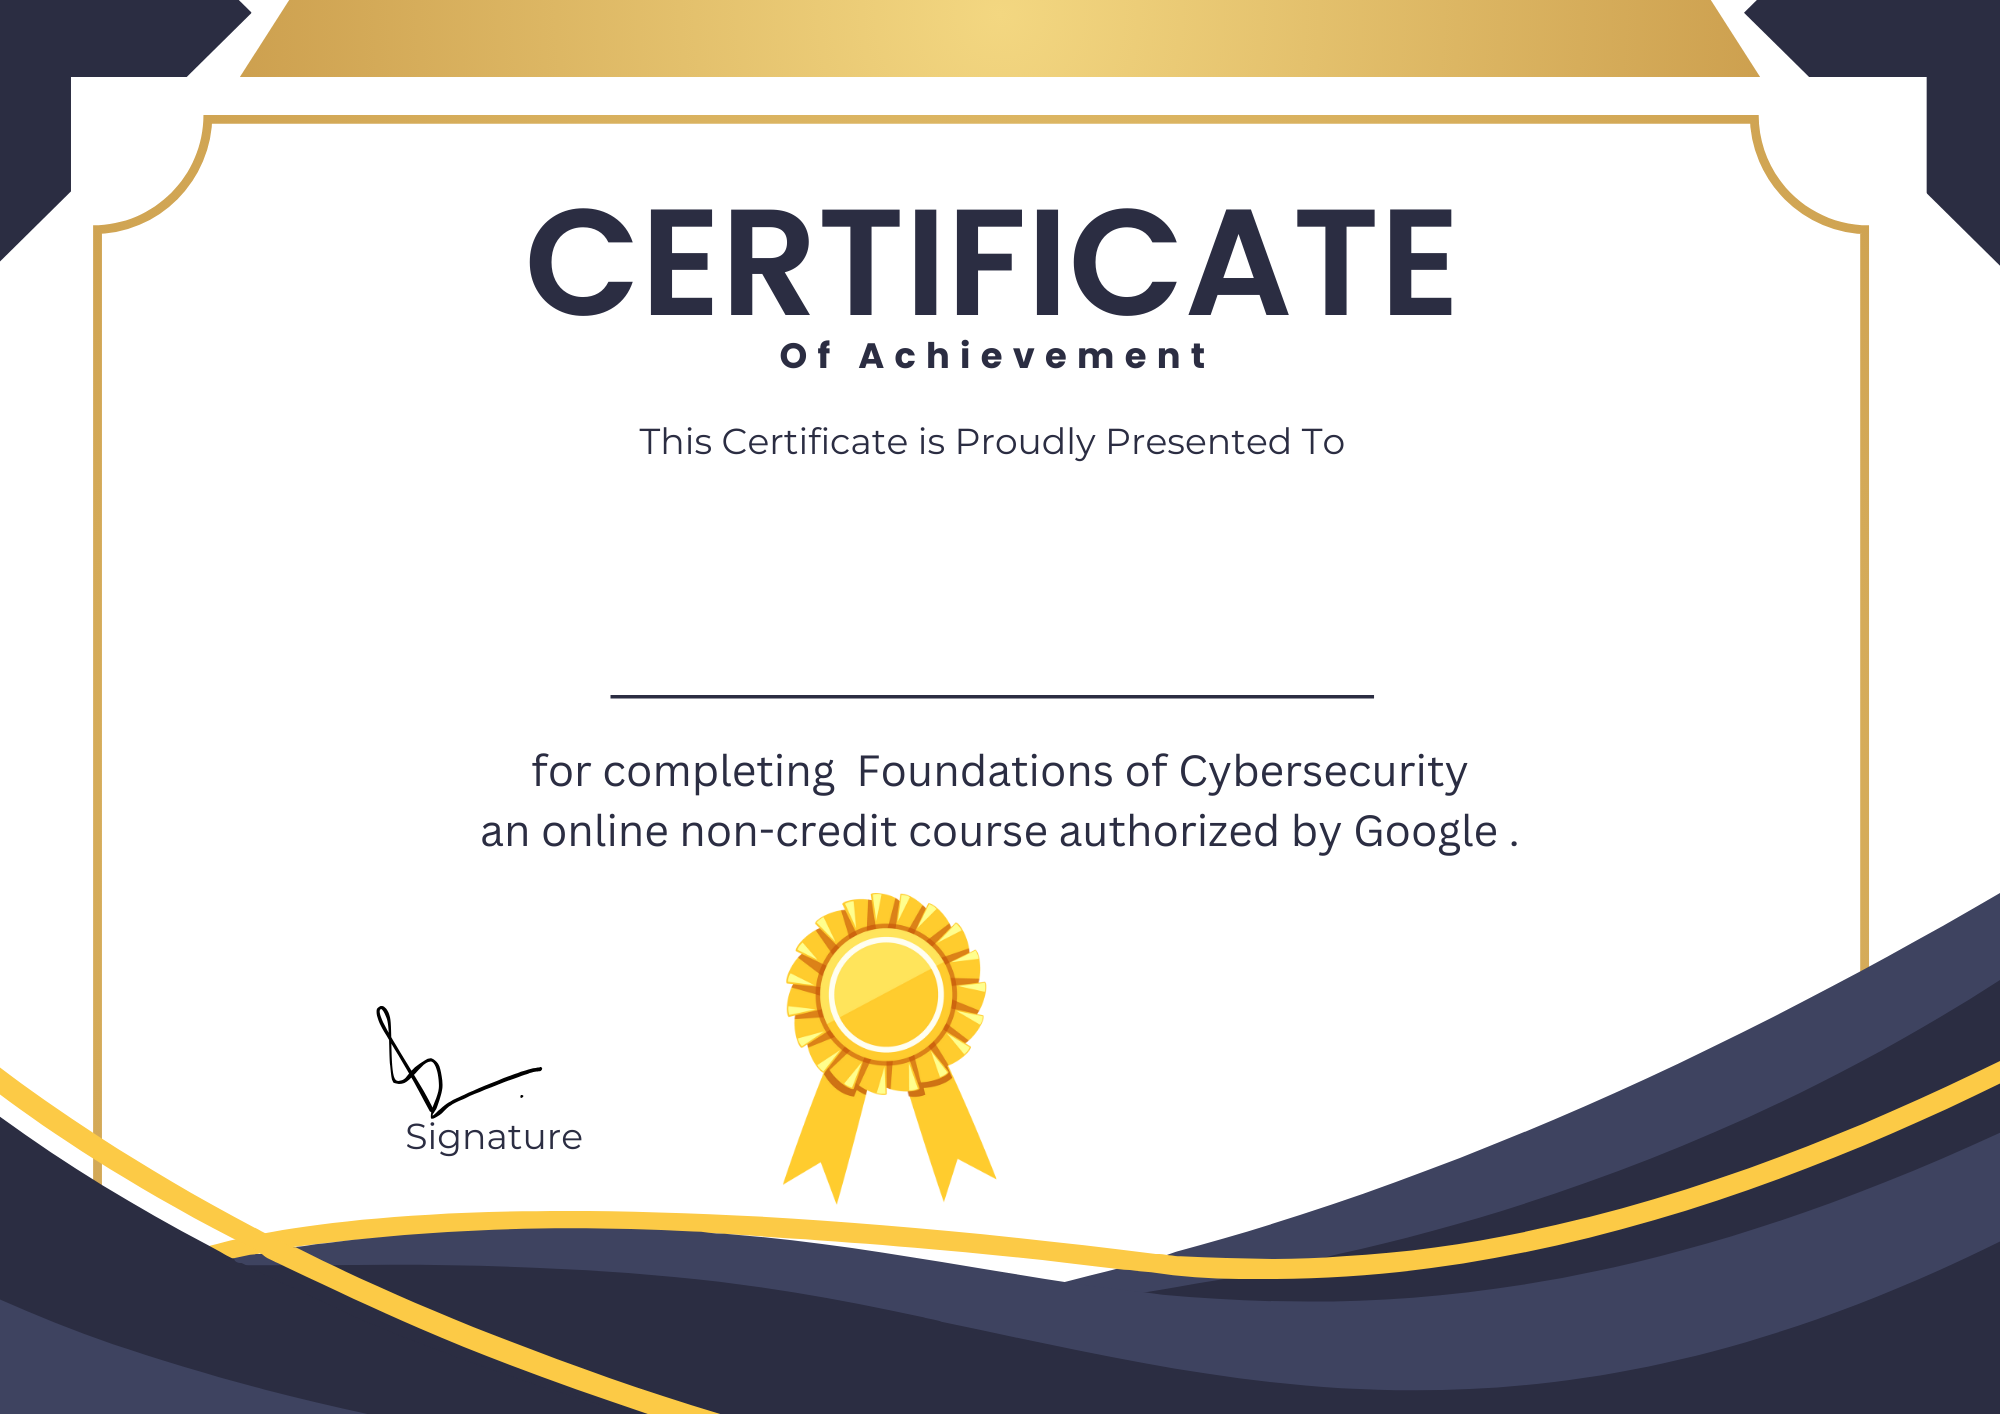 CERTIFICATE
Of Achievement
This Certificate is Proudly Presented To
for completing  Foundations of Cybersecurity
an online non-credit course authorized by Google .
Signature